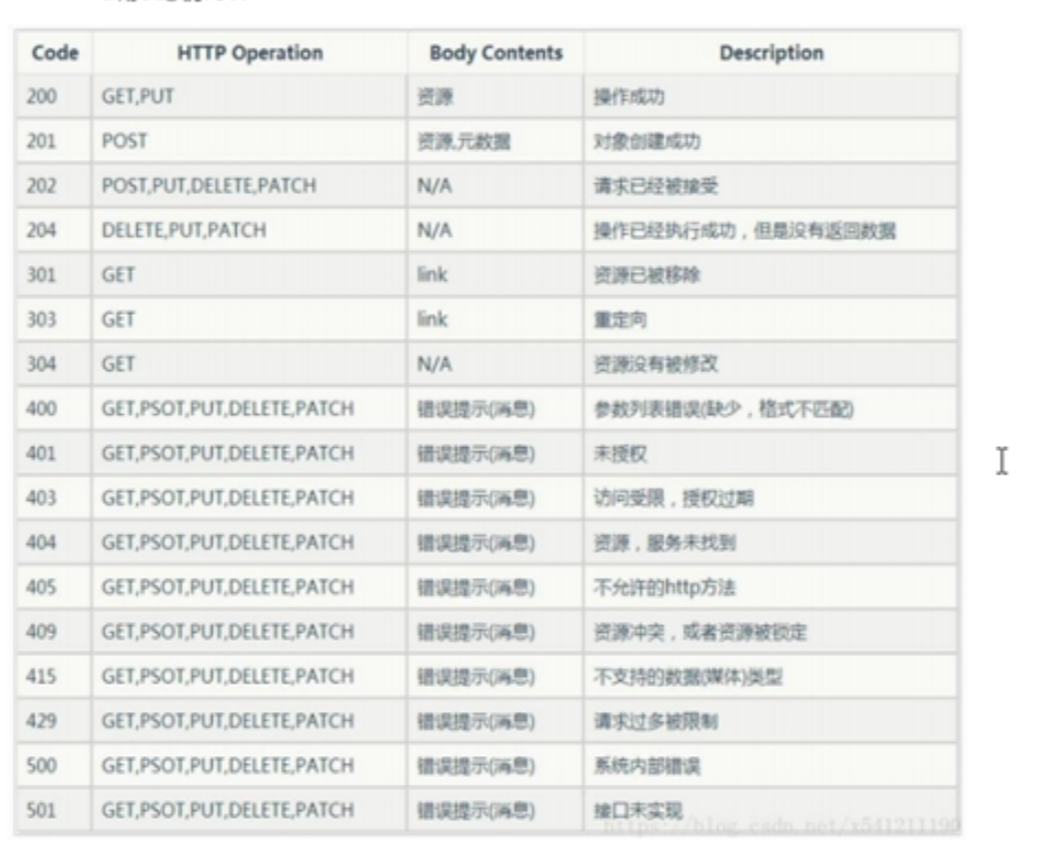 Code HTTP Operation Body Contents Description
200 GET,PUT 资源 操作成功
201 POST 资源,元数据 对象创建成功
202 POST,PUT,DELETE,PATCH N/A 请求已经被接受
204 DELETE,PUT,PATCH N/A 操作已经执行成功，但是没有返回数据
301 GET link 资源已被移除
303 GET link 重定向
304 GET N/A 资源没有被修改
400 GET,PSOT,PUT,DELETE,PATCH 错误提示(消息) 参数列表错误(缺少，格式不匹配)
401 GET,PSOT,PUT,DELETE,PATCH 错误提示(消息) 未授权
403 GET,PSOT,PUT,DELETE,PATCH 错误提示(消息) 访问受限，授权过期
404 GET,PSOT,PUT,DELETE,PATCH 错误提示(消息) 资源，服务未找到
405 GET,PSOT,PUT,DELETE,PATCH 错误提示(消息) 不允许的http方法
409 GET,PSOT,PUT,DELETE,PATCH 错误提示(消息) 资源冲突，或者资源被锁定
415 GET,PSOT,PUT,DELETE,PATCH 错误提示(消息) 不支持的数据(媒体)类型
429 GET,PSOT,PUT,DELETE,PATCH 错误提示(消息) 请求过多被限制
500 GET,PSOT,PUT,DELETE,PATCH 错误提示(消息) 系统内部错误
501 GET,PSOT,PUT,DELETE,PATCH 错误提示(消息) 接口未实现
https://blog.csdn.net/x541211190